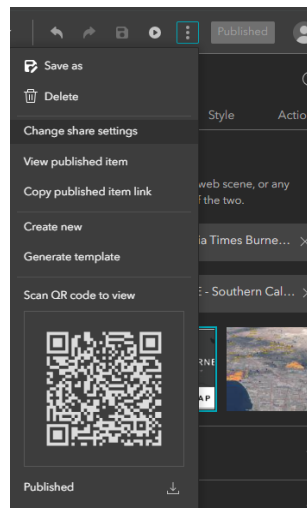 Published
Save as
Delete
Change share settings
View published item
Copy published item link
Create new
Generate template
Scan QR code to view
Published
Style
Actio
web scene, or any
f the two.
ia Times Burne...
E - Southern Cal...
RNE
AP